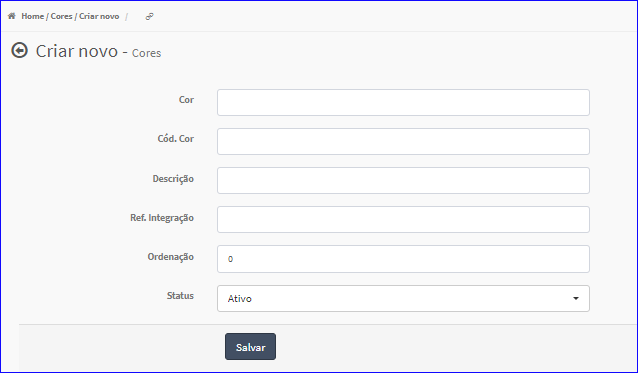 Home / Cores / Criar novo /
Criar novo - Cores
Cor
Cód. Cor
Descrição
Ref. Integração
Ordenação 0
Status Ativo
Salvar